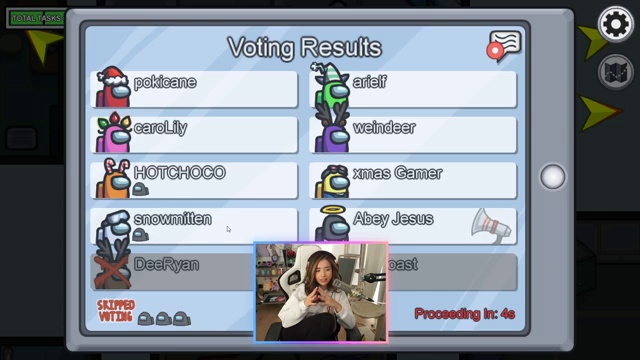 TOTAL TASKS
Voting Results
pokicane
arielf
caroLily
weindeer
HOTCHOCO
xmas Gamer
snowmitten
Abey Jesus
DeeRyan
oast
SKIPPED
VOTING
Proceeding In: 4s